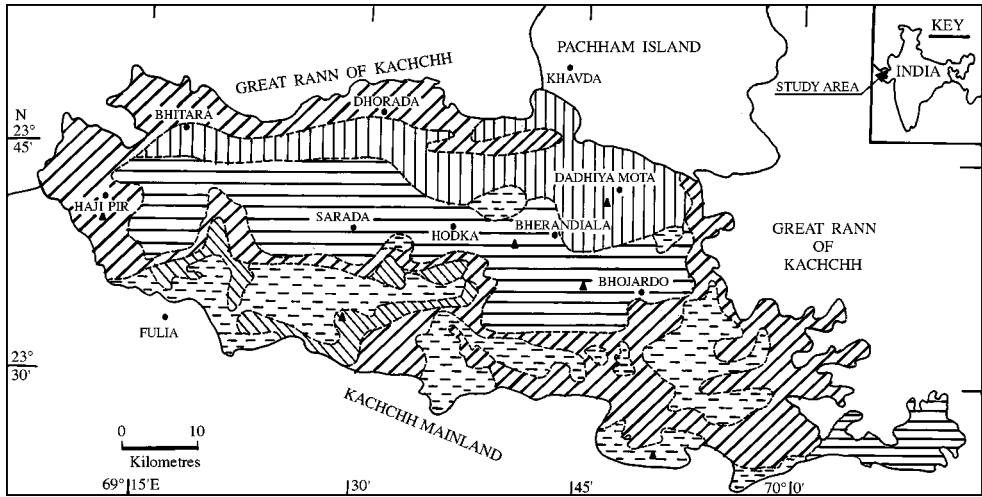 KEY
INDIA
STUDY AREA
PACHHAM ISLAND
KHAVDA
GREAT RANN OF KACHCHH
N
23°
45'
BHITARA
DHORADA
DADHIYA MOTA
HAJI PIR
SARADA
HODKA
BHERANDIALA
GREAT RANN
OF
KACHCHH
BHOJARDO
FULIA
23°
30'
KACHCHH MAINLAND
0 10
Kilometres
69° 15'E
30'
45'
70° 10'